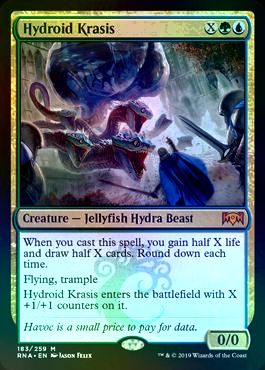 Hydroid Krasis X
Creature — Jellyfish Hydra Beast
When you cast this spell, you gain half X life
and draw half X cards. Round down each
time.
Flying, trample
Hydroid Krasis enters the battlefield with X
+1/+1 counters on it.
Havoc is a small price to pay for data.
0/0
183/259 M
RNA • EN Jason Felix
™ & © 2019 Wizards of the Coast